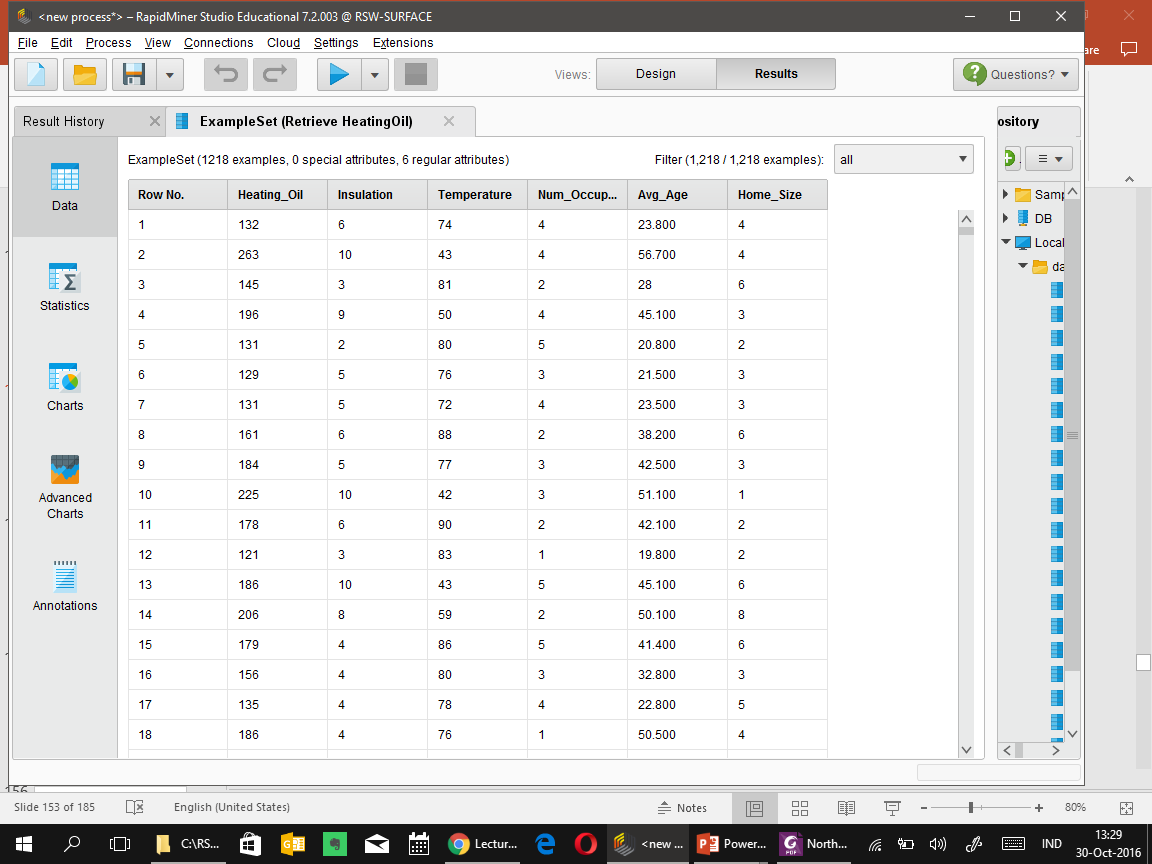 <new process*> – RapidMiner Studio Educational 7.2.003 @ RSW-SURFACE
File Edit Process View Connections Cloud Settings Extensions
are
Views: Design Results Questions?
Result History ExampleSet (Retrieve HeatingOil) ository
ExampleSet (1218 examples, 0 special attributes, 6 regular attributes) Filter (1,218 / 1,218 examples): all
Row No. Heating_Oil Insulation Temperature Num_Occup... Avg_Age Home_Size
1 132 6 74 4 23.800 4
2 263 10 43 4 56.700 4
3 145 3 81 2 28 6
4 196 9 50 4 45.100 3
5 131 2 80 5 20.800 2
6 129 5 76 3 21.500 3
7 131 5 72 4 23.500 3
8 161 6 88 2 38.200 6
9 184 5 77 3 42.500 3
10 225 10 42 3 51.100 1
11 178 6 90 2 42.100 2
12 121 3 83 1 19.800 2
13 186 10 43 5 45.100 6
14 206 8 59 2 50.100 8
15 179 4 86 5 41.400 6
16 156 4 80 3 32.800 3
17 135 4 78 4 22.800 5
18 186 4 76 1 50.500 4
Data
Statistics
Charts
Advanced
Charts
Annotations
Samp
DB
Local
da
Slide 153 of 185 English (United States) Notes 80%
C:\RS... Lectur... <new ... Power... North... IND 13:29
30-Oct-2016